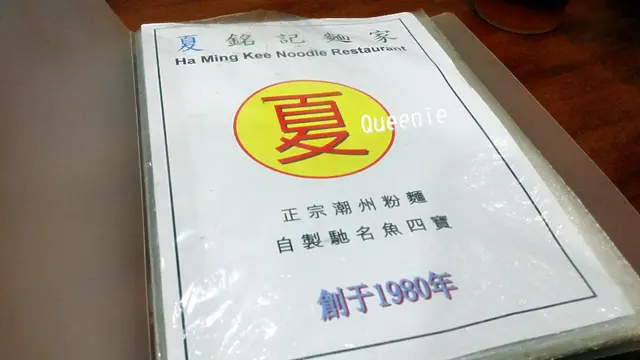 夏 銘記麵家
Ha Ming Kee Noodle Restaurant
夏
Queenie
正宗潮州粉麵
自製馳名魚四寶
創于1980年